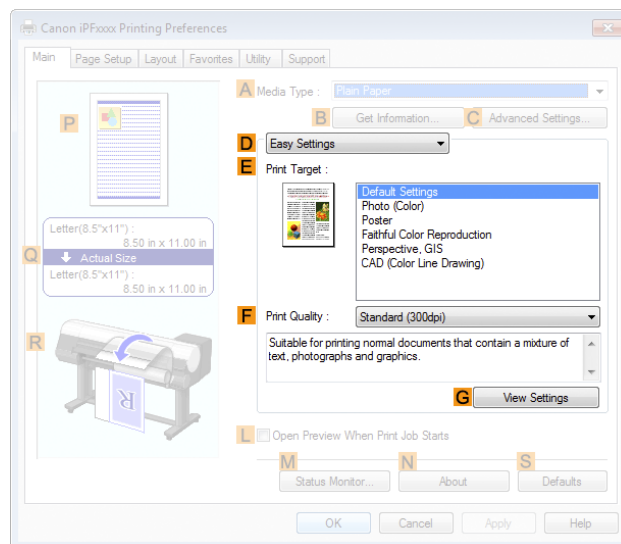 Canon iPFxxxx Printing Preferences
Main Page Setup Layout Favorites Utility Support
A Media Type : Plain Paper
P
B Get Information... C Advanced Settings...
D Easy Settings
E Print Target :
Default Settings
Photo (Color)
Poster
Faithful Color Reproduction
Perspective, GIS
CAD (Color Line Drawing)
Letter(8.5"x11") :
8.50 in x 11.00 in
Q Actual Size
Letter(8.5"x11") :
8.50 in x 11.00 in
F Print Quality : Standard (300dpi)
Suitable for printing normal documents that contain a mixture of
text, photographs and graphics.
R
R
G View Settings
L Open Preview When Print Job Starts
M Status Monitor... N About S Defaults
OK Cancel Apply Help